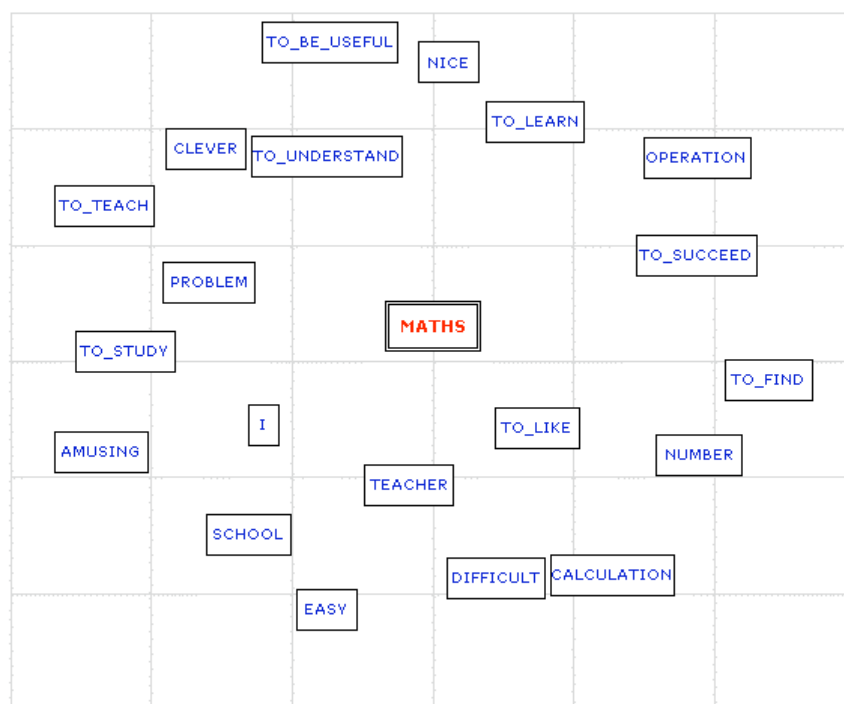 TO_BE_USEFUL
NICE
TO_LEARN
CLEVER
TO_UNDERSTAND
OPERATION
TO_TEACH
TO_SUCCEED
PROBLEM
MATHS
TO_STUDY
TO_FIND
I
TO_LIKE
AMUSING
NUMBER
TEACHER
SCHOOL
DIFFICULT
CALCULATION
EASY